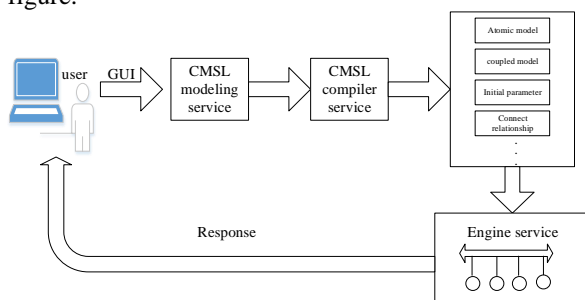 figure.
user
GUI
CMSL
modeling
service
CMSL
compiler
service
Atomic model
coupled model
Initial parameter
Connect
relationship
.
.
.
Response
Engine service